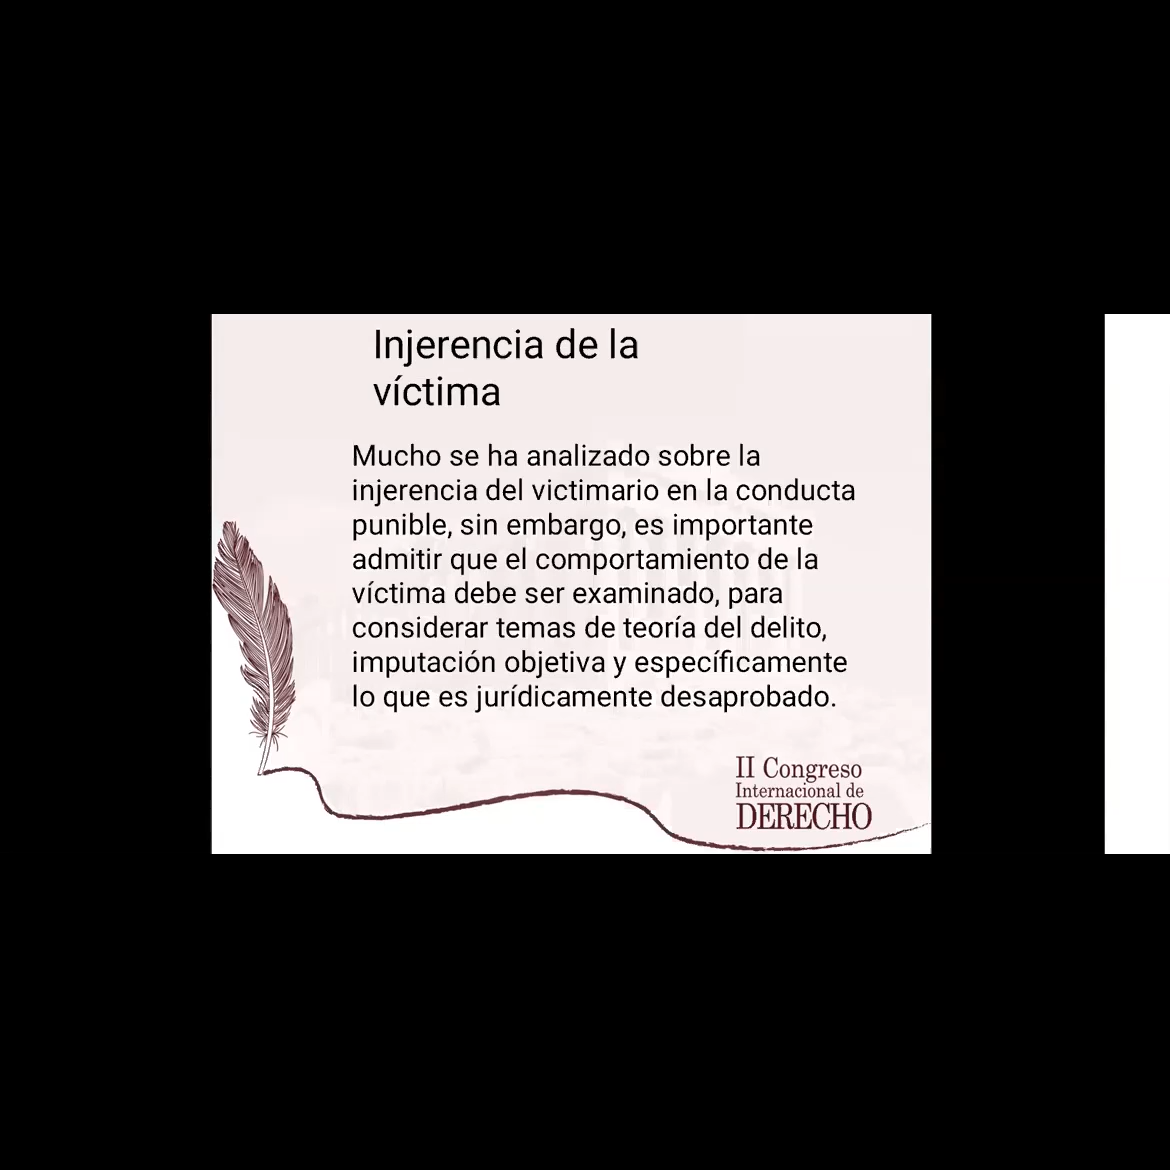 Injerencia de la
víctima
Mucho se ha analizado sobre la
injerencia del victimario en la conducta
punible, sin embargo, es importante
admitir que el comportamiento de la
víctima debe ser examinado, para
considerar temas de teoría del delito,
imputación objetiva y específicamente
lo que es jurídicamente desaprobado.
II Congreso
Internacional de
DERECHO